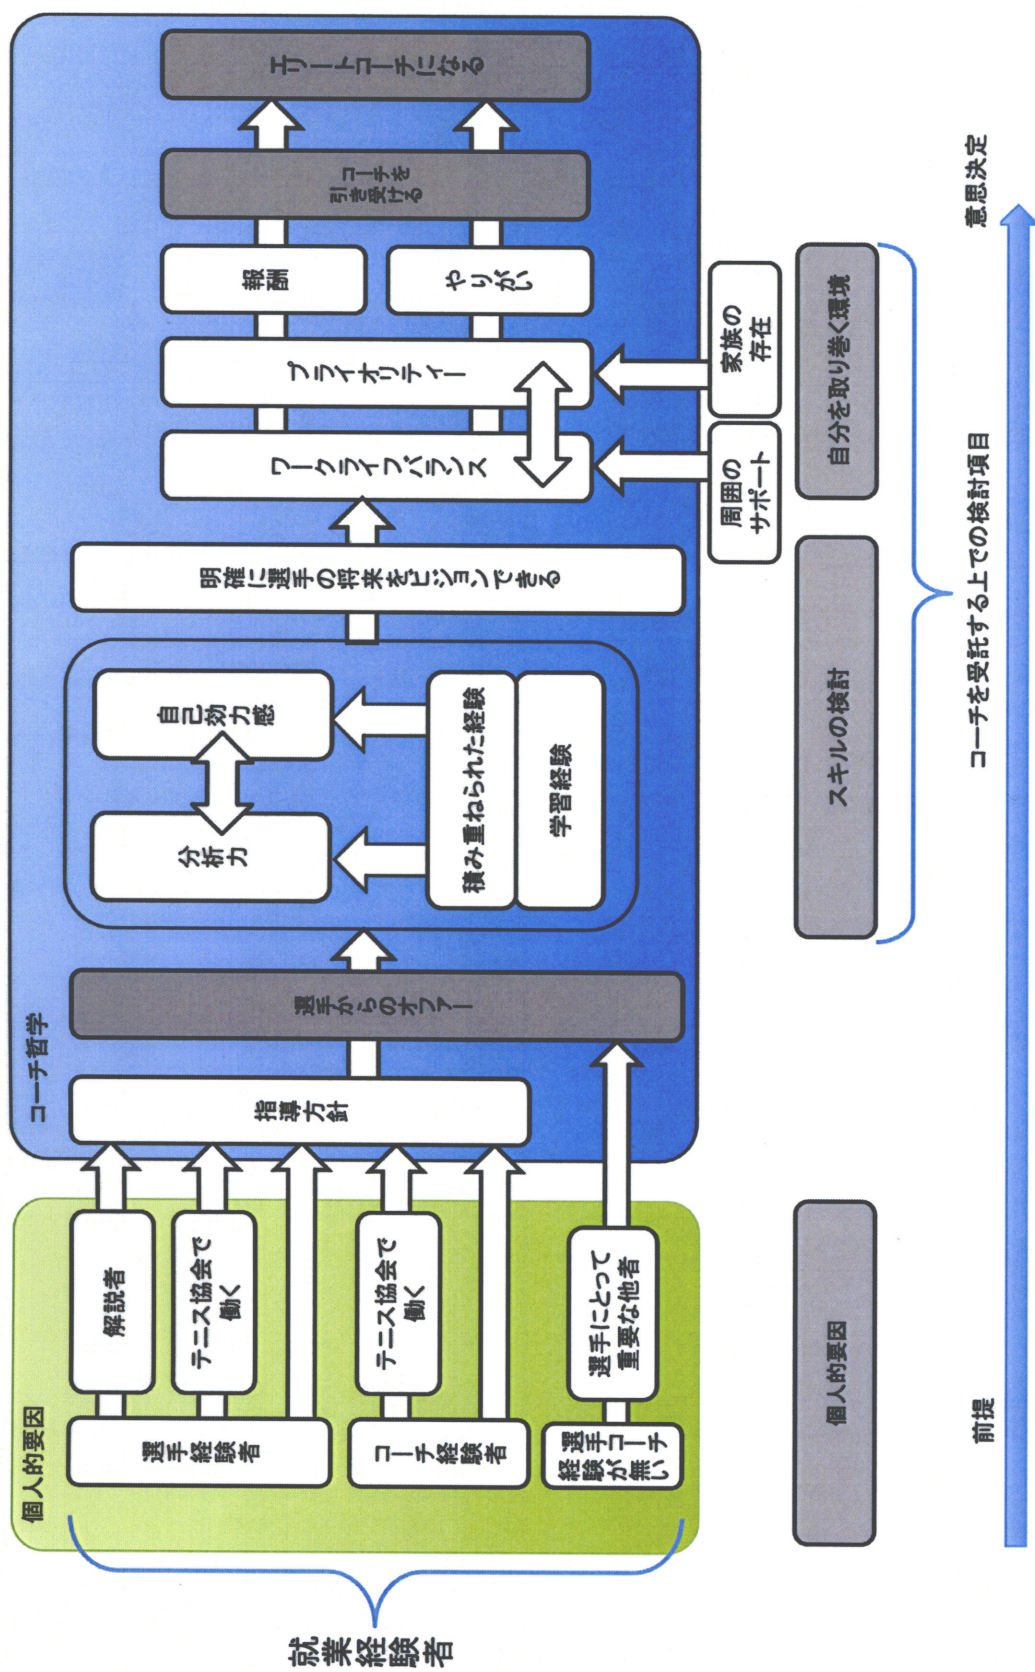 就業経験者
個人的要因
選手経験者
コーチ経験者
選手コーチ
経験が無い
解説者
テニス協会で
働く
テニス協会で
働く
選手にとって
重要な他者
コーチ哲学
指導方針
選手からのオファー
分析力
自己効力感
積み重ねられた経験
学習経験
明確に選手の将来をビジョンできる
ワークライフバランス
プライオリティー
報酬
やりがい
コーチを
引き受ける
エリートコーチになる
周囲の
サポート
家族の
存在
個人的要因
スキルの検討
自分を取り巻く環境
コーチを受託する上での検討項目
前提
意思決定